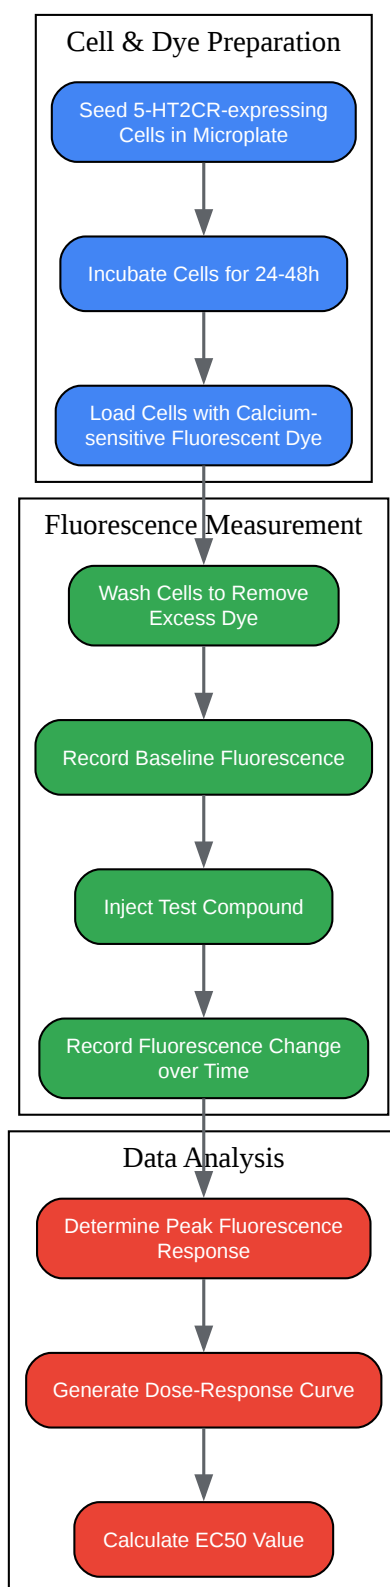 Cell & Dye Preparation
Seed 5-HT2CR-expressing
Cells in Microplate
Incubate Cells for 24-48h
Load Cells with Calcium-
sensitive Fluorescent Dye
Fluorescence Measurement
Wash Cells to Remove
Excess Dye
Record Baseline Fluorescence
Inject Test Compound
Record Fluorescence Change
over Time
Data Analysis
Determine Peak Fluorescence
Response
Generate Dose-Response Curve
Calculate EC50 Value